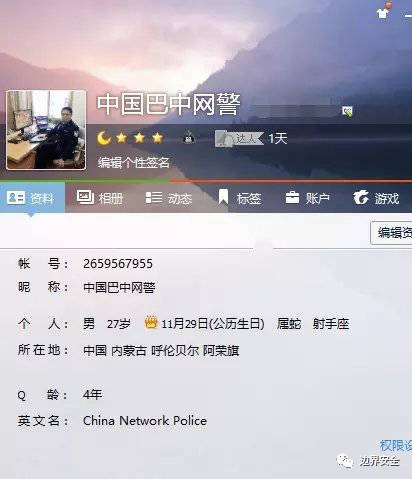 中国巴中网警
达人 1天
编辑个性签名
资料 相册 动态 标签 账户 游戏
编辑资
帐 号： 2659567955
昵 称： 中国巴中网警
个 人： 男 27岁 11月29日(公历生日) 属蛇 射手座
所在地： 中国 内蒙古 呼伦贝尔 阿荣旗
Q 龄： 4年
英文名： China Network Police
权限设
边界安全